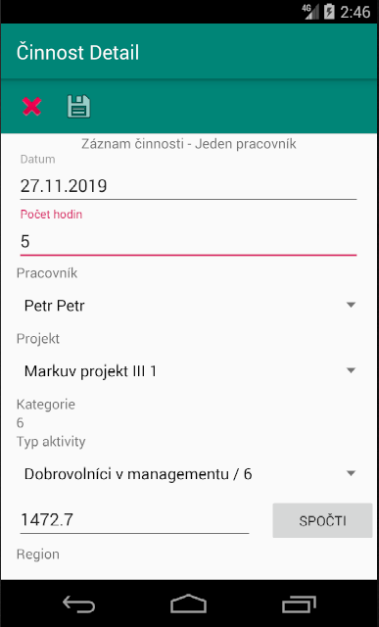 4G 2:46
Činnost Detail
Záznam činnosti - Jeden pracovník
Datum
27.11.2019
Počet hodin
5
Pracovník
Petr Petr
Projekt
Markuv projekt III 1
Kategorie
6
Typ aktivity
Dobrovolníci v managementu / 6
1472.7 SPOČTI
Region